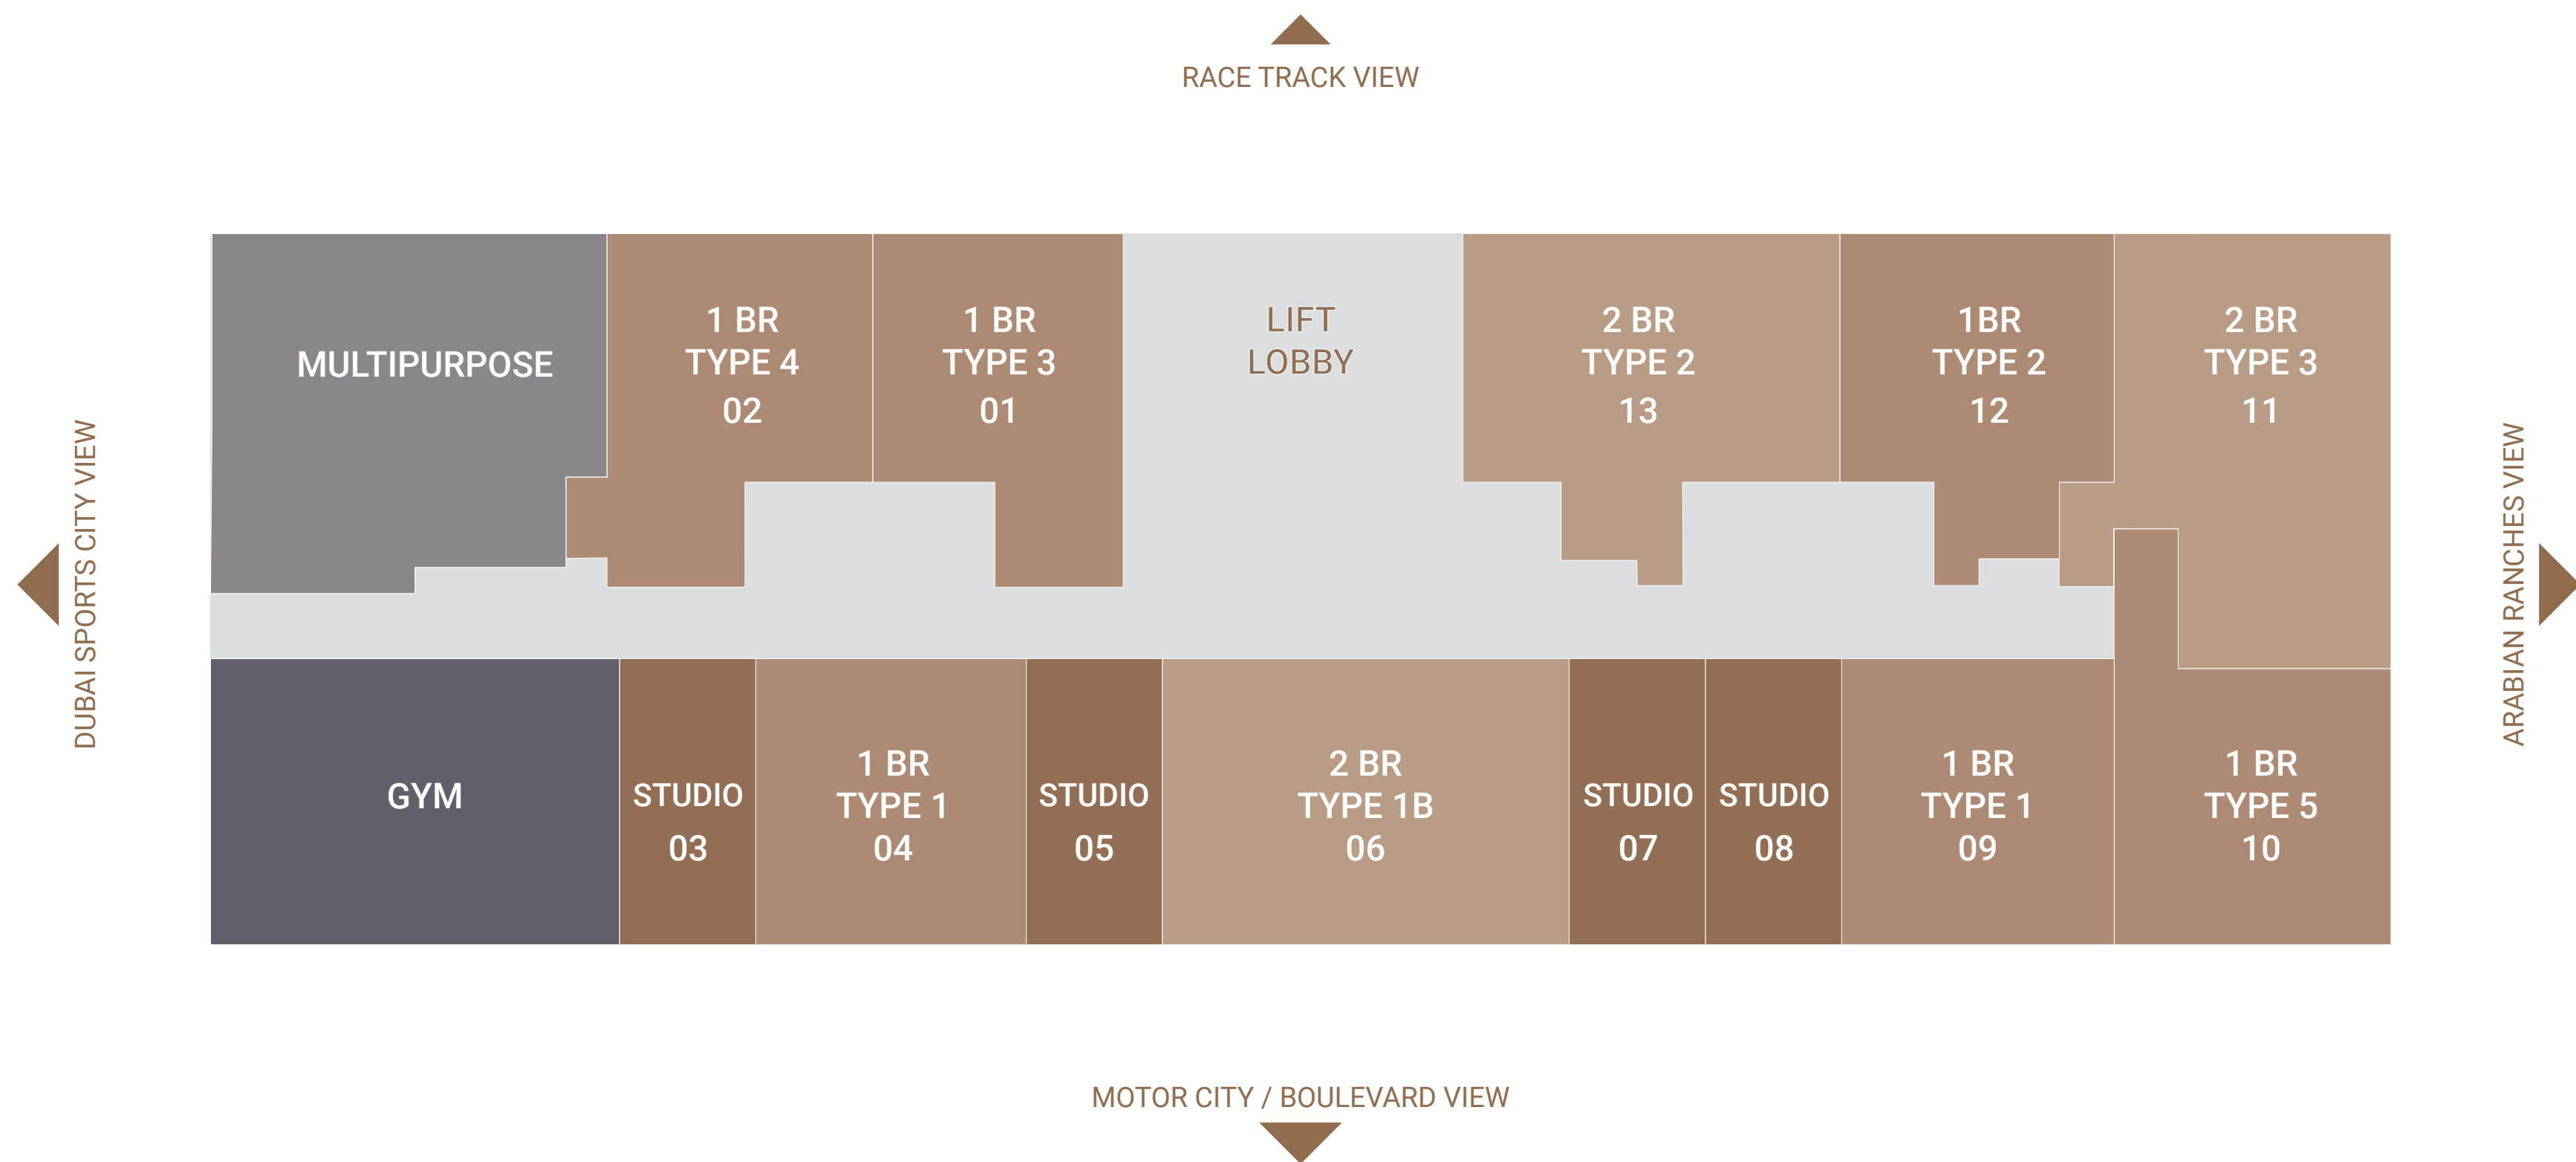 RACE TRACK VIEW
DUBAI SPORTS CITY VIEW
MULTIPURPOSE
1 BR
TYPE 4
02
1 BR
TYPE 3
01
LIFT
LOBBY
2 BR
TYPE 2
13
1BR
TYPE 2
12
2 BR
TYPE 3
11
ARABIAN RANCHES VIEW
GYM
STUDIO
03
1 BR
TYPE 1
04
STUDIO
05
2 BR
TYPE 1B
06
STUDIO
07
STUDIO
08
1 BR
TYPE 1
09
1 BR
TYPE 5
10
MOTOR CITY / BOULEVARD VIEW